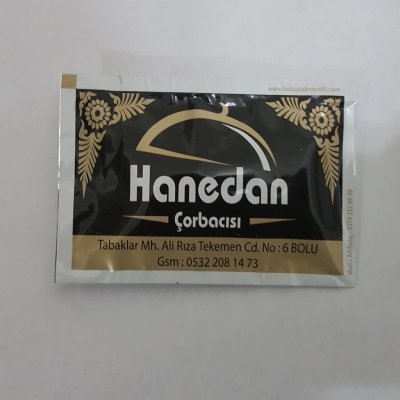 Hanedan
Çorbacısı
Tabaklar Mh. Ali Rıza Tekemen Cd. No : 6 BOLU
Gsm : 0532 208 14 73